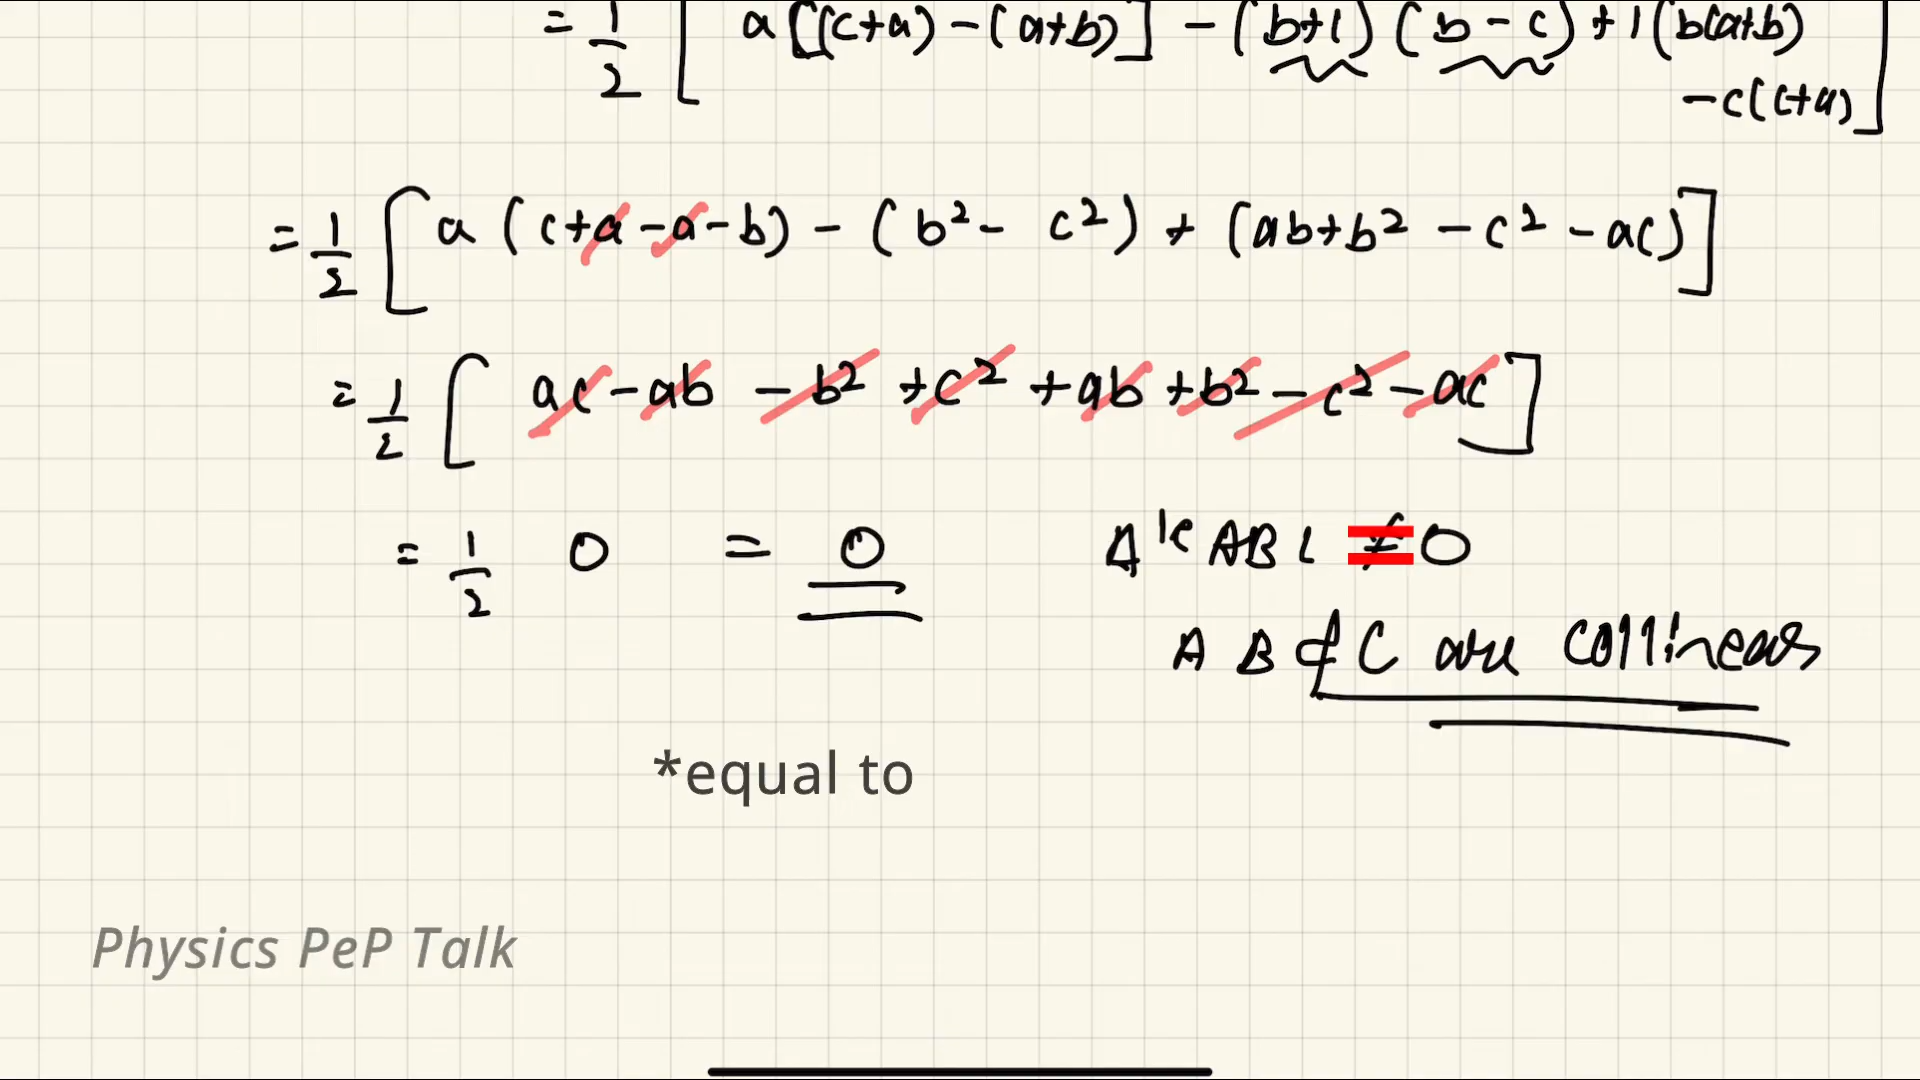 = 1/2 [ a[(c+a) - (a+b)] - (b+1)(b-c) + 1(b(a+b)
- c(c+a) ]
= 1/2 [ a (c+a-a-b) - (b² - c²) + (ab+b² - c² - ac) ]
= 1/2 [ ac - ab - b² + c² + ab + b² - c² - ac ]
= 1/2 0 = 0 Δle ABC = 0
A B & C are collinear
*equal to
Physics PeP Talk